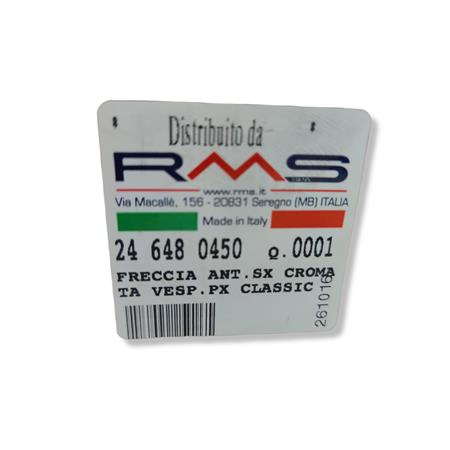 Distribuito da
RMS
www.rms.it
Via Macallè, 156 - 20831 Seregno (MB) ITALIA
Made in Italy
24 648 0450 Q.0001
FRECCIA ANT.SX CROMA
TA VESP.PX CLASSIC
261016